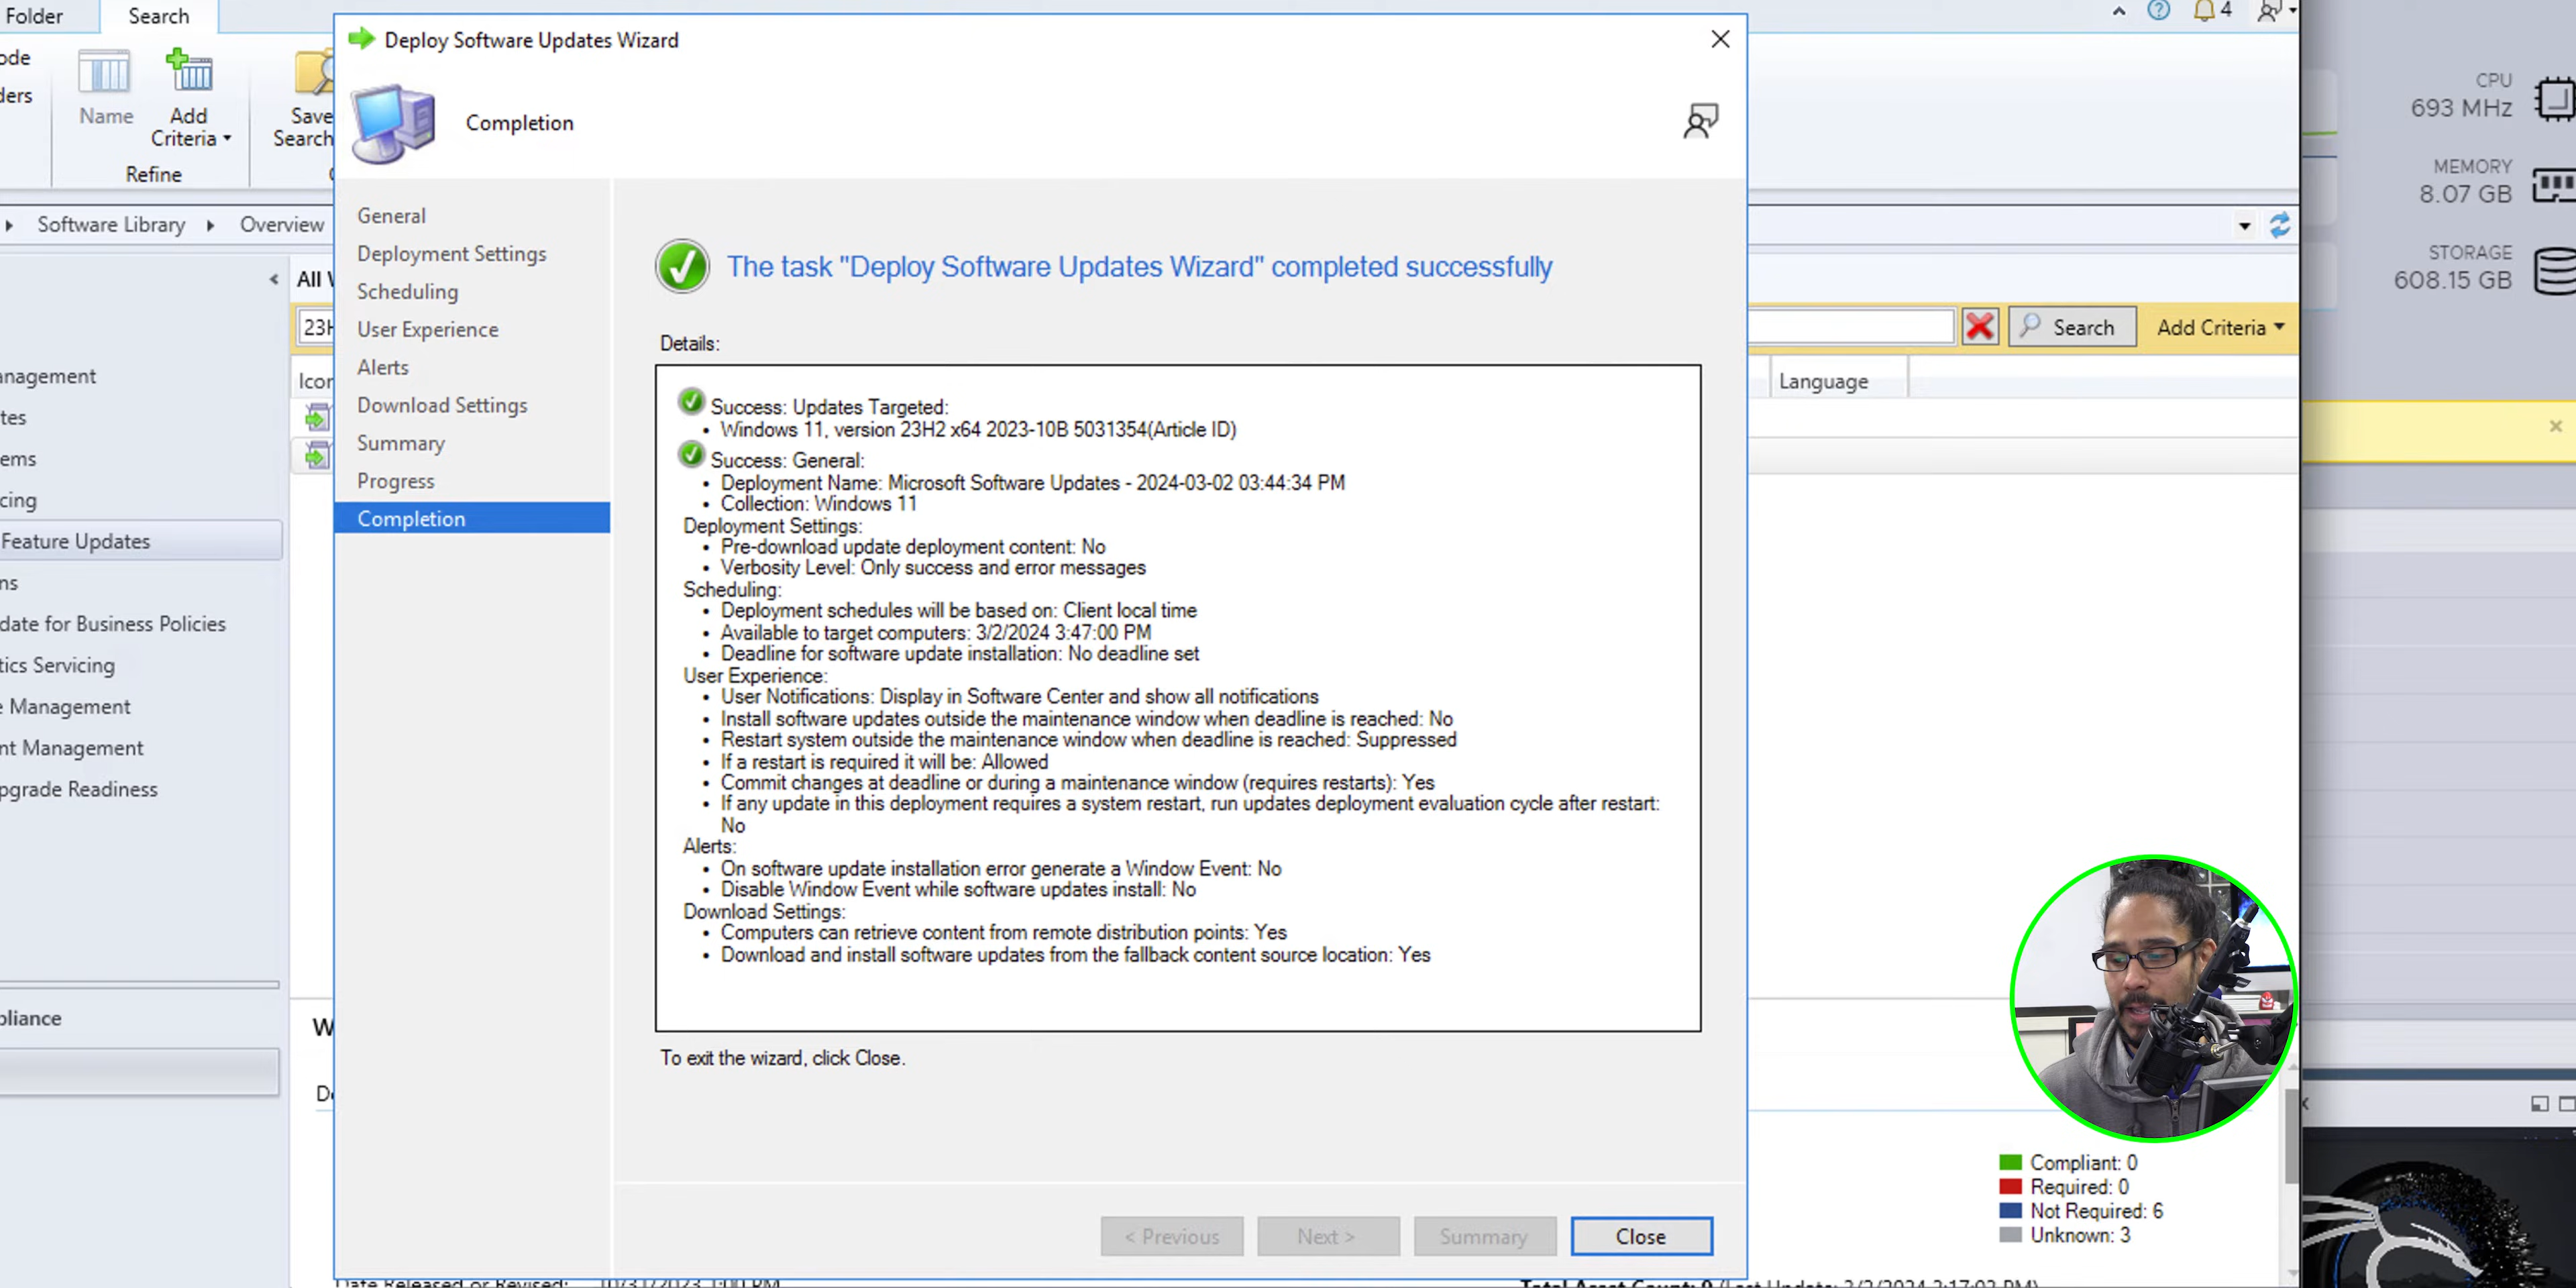 Folder
Search
4
Name
Add
Criteria
Save
Search
Refine
Software Library
Overview
Deploy Software Updates Wizard
Completion
General
Deployment Settings
Scheduling
User Experience
Alerts
Download Settings
Summary
Progress
Completion
The task "Deploy Software Updates Wizard" completed successfully
Details:
Success: Updates Targeted:
• Windows 11, version 23H2 x64 2023-10B 5031354(Article ID)
Success: General:
• Deployment Name: Microsoft Software Updates - 2024-03-02 03:44:34 PM
• Collection: Windows 11
Deployment Settings:
• Pre-download update deployment content: No
• Verbosity Level: Only success and error messages
Scheduling:
• Deployment schedules will be based on: Client local time
• Available to target computers: 3/2/2024 3:47:00 PM
• Deadline for software update installation: No deadline set
User Experience:
• User Notifications: Display in Software Center and show all notifications
• Install software updates outside the maintenance window when deadline is reached: No
• Restart system outside the maintenance window when deadline is reached: Suppressed
• If a restart is required it will be: Allowed
• Commit changes at deadline or during a maintenance window (requires restarts): Yes
• If any update in this deployment requires a system restart, run updates deployment evaluation cycle after restart:
No
Alerts:
• On software update installation error generate a Window Event: No
• Disable Window Event while software updates install: No
Download Settings:
• Computers can retrieve content from remote distribution points: Yes
• Download and install software updates from the fallback content source location: Yes
To exit the wizard, click Close.
< Previous
Next >
Summary
Close
All
Feature Updates
date for Business Policies
tics Servicing
Management
nt Management
pgrade Readiness
pliance
Search
Add Criteria
Language
CPU
693 MHz
MEMORY
8.07 GB
STORAGE
608.15 GB
Compliant: 0
Required: 0
Not Required: 6
Unknown: 3